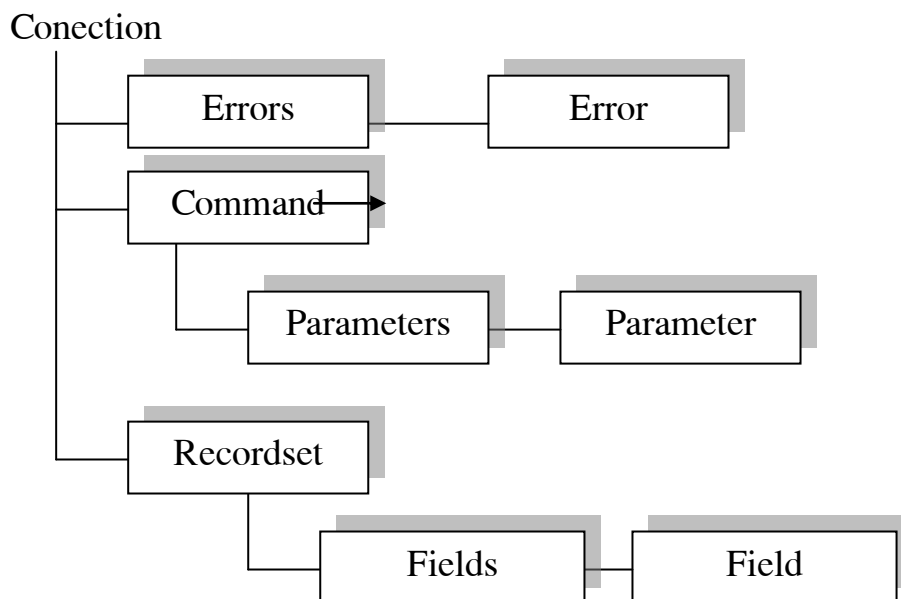 Conection
Errors Error
Command
Parameters Parameter
Recordset
Fields Field